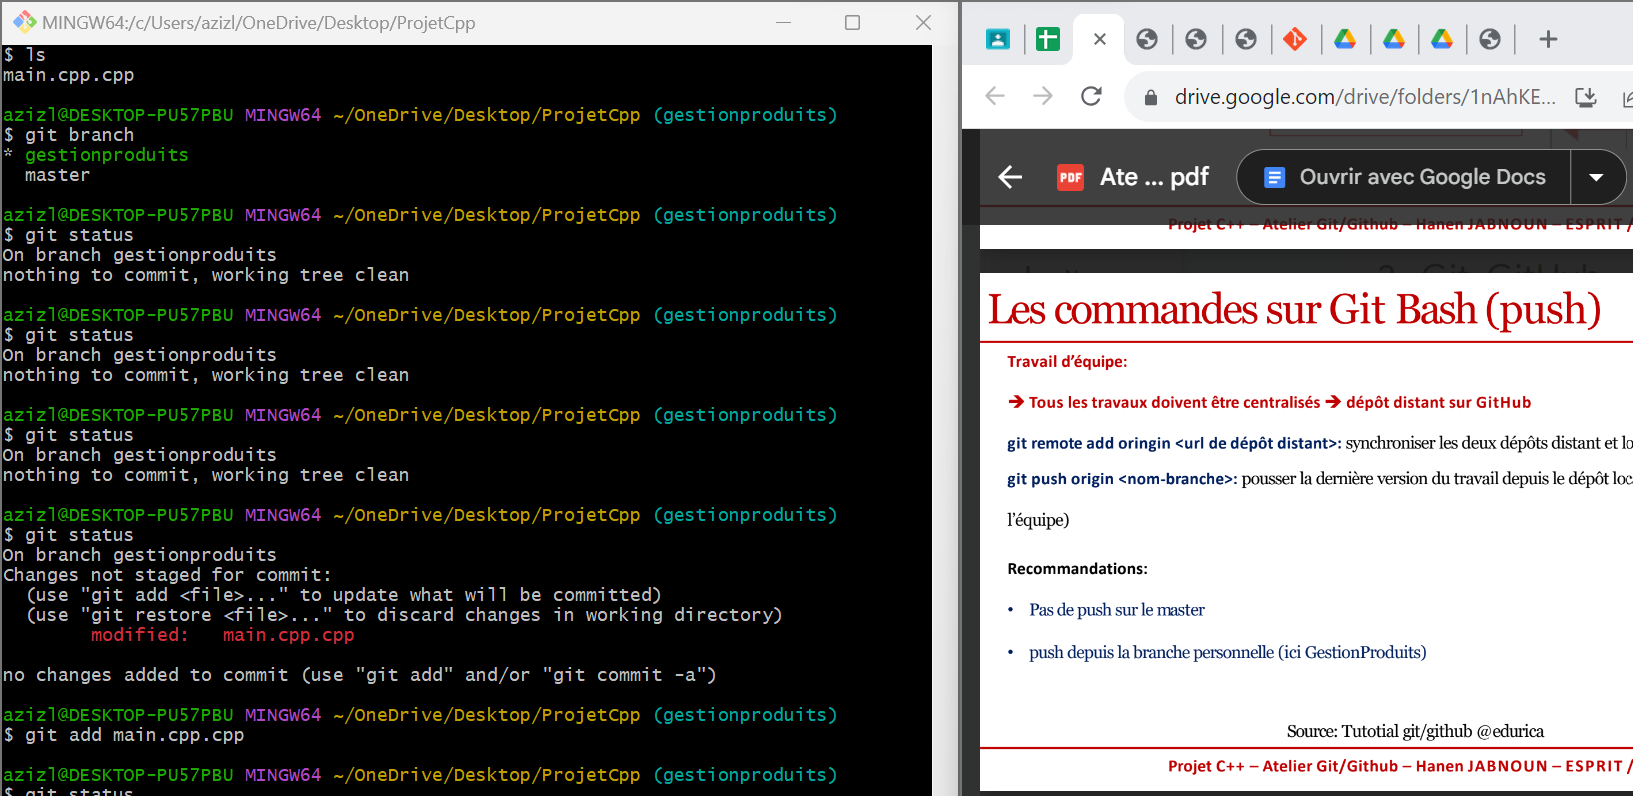 MINGW64:/c/Users/azizl/OneDrive/Desktop/ProjetCpp
$ ls
main.cpp.cpp
azizl@DESKTOP-PU57PBU MINGW64 ~/OneDrive/Desktop/ProjetCpp (gestionproduits)
$ git branch
* gestionproduits
master
azizl@DESKTOP-PU57PBU MINGW64 ~/OneDrive/Desktop/ProjetCpp (gestionproduits)
$ git status
On branch gestionproduits
nothing to commit, working tree clean
azizl@DESKTOP-PU57PBU MINGW64 ~/OneDrive/Desktop/ProjetCpp (gestionproduits)
$ git status
On branch gestionproduits
nothing to commit, working tree clean
azizl@DESKTOP-PU57PBU MINGW64 ~/OneDrive/Desktop/ProjetCpp (gestionproduits)
$ git status
On branch gestionproduits
nothing to commit, working tree clean
azizl@DESKTOP-PU57PBU MINGW64 ~/OneDrive/Desktop/ProjetCpp (gestionproduits)
$ git status
On branch gestionproduits
Changes not staged for commit:
(use "git add <file>..." to update what will be committed)
(use "git restore <file>..." to discard changes in working directory)
modified: main.cpp.cpp
no changes added to commit (use "git add" and/or "git commit -a")
azizl@DESKTOP-PU57PBU MINGW64 ~/OneDrive/Desktop/ProjetCpp (gestionproduits)
$ git add main.cpp.cpp
azizl@DESKTOP-PU57PBU MINGW64 ~/OneDrive/Desktop/ProjetCpp (gestionproduits)
$ git status
drive.google.com/drive/folders/1nAhKE...
PDF Ate ... pdf Ouvrir avec Google Docs
Projet C++ – Atelier Git/Github – Hanen JABNOUN – ESPRIT /
2. Git GitHub
Les commandes sur Git Bash (push)
Travail d’équipe:
➔ Tous les travaux doivent être centralisés ➔ dépôt distant sur GitHub
git remote add oringin <url de dépôt distant>: synchroniser les deux dépôts distant et lo
git push origin <nom-branche>: pousser la dernière version du travail depuis le dépôt loc
l’équipe)
Recommandations:
• Pas de push sur le master
• push depuis la branche personnelle (ici GestionProduits)
Source: Tutotial git/github @edurica
Projet C++ – Atelier Git/Github – Hanen JABNOUN – ESPRIT /